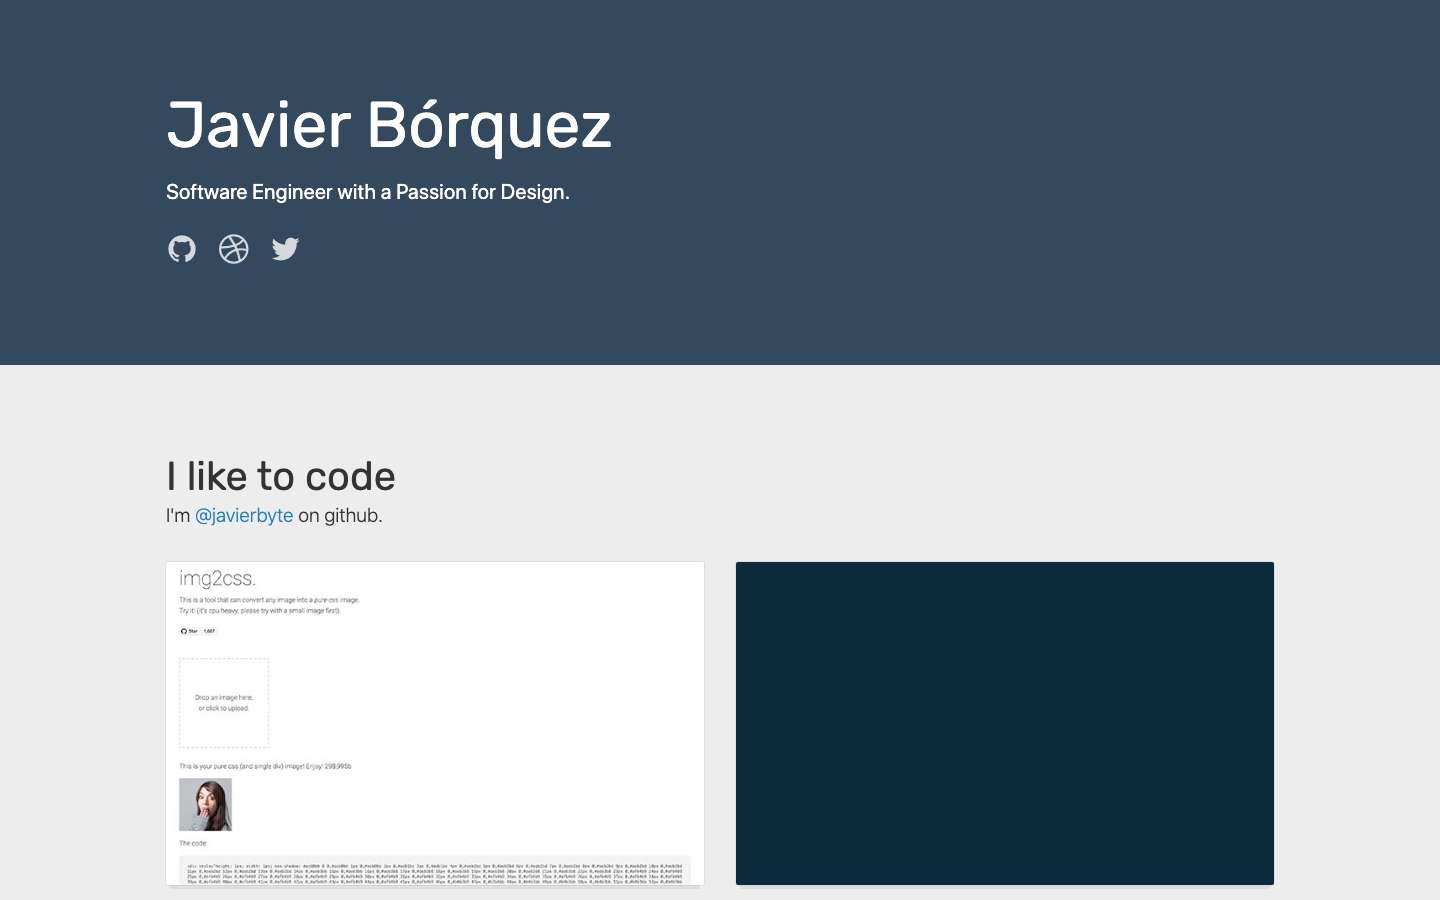 Javier Bórquez
Software Engineer with a Passion for Design.
I like to code
I'm @javierbyte on github.
img2css.
This is a tool that can convert any image into a pure css image.
Try it! (it's cpu heavy, please try with a small image first).
Star 1,687
Drop an image here,
or click to upload.
This is your pure css (and single div) image! Enjoy! 298,990b
The code: